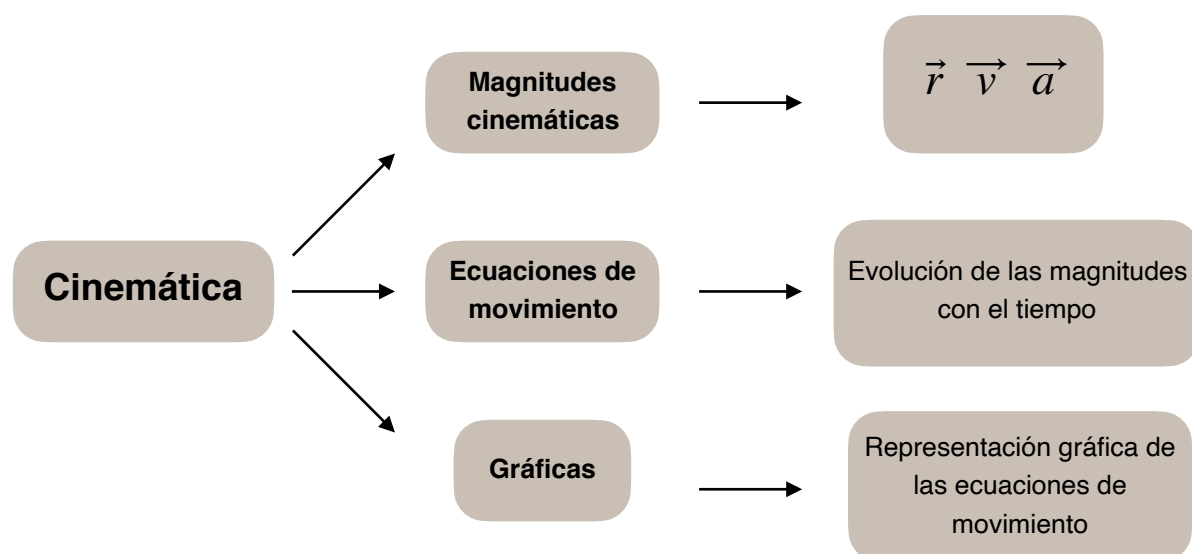 Magnitudes
cinemáticas
r⃗ v⃗ a⃗
Cinemática
Ecuaciones de
movimiento
Evolución de las magnitudes
con el tiempo
Gráficas
Representación gráfica de
las ecuaciones de
movimiento